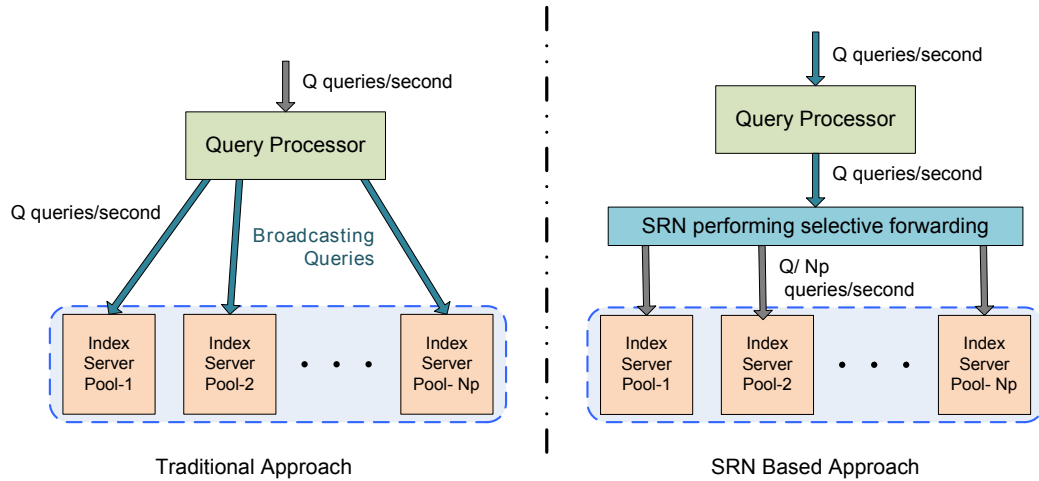 Q queries/second
Query Processor
Q queries/second
Broadcasting
Queries
Index
Server
Pool-1
Index
Server
Pool-2
• • •
Index
Server
Pool- Np
Traditional Approach
Q queries/second
Query Processor
Q queries/second
SRN performing selective forwarding
Q/ Np
queries/second
Index
Server
Pool-1
Index
Server
Pool-2
• • •
Index
Server
Pool- Np
SRN Based Approach